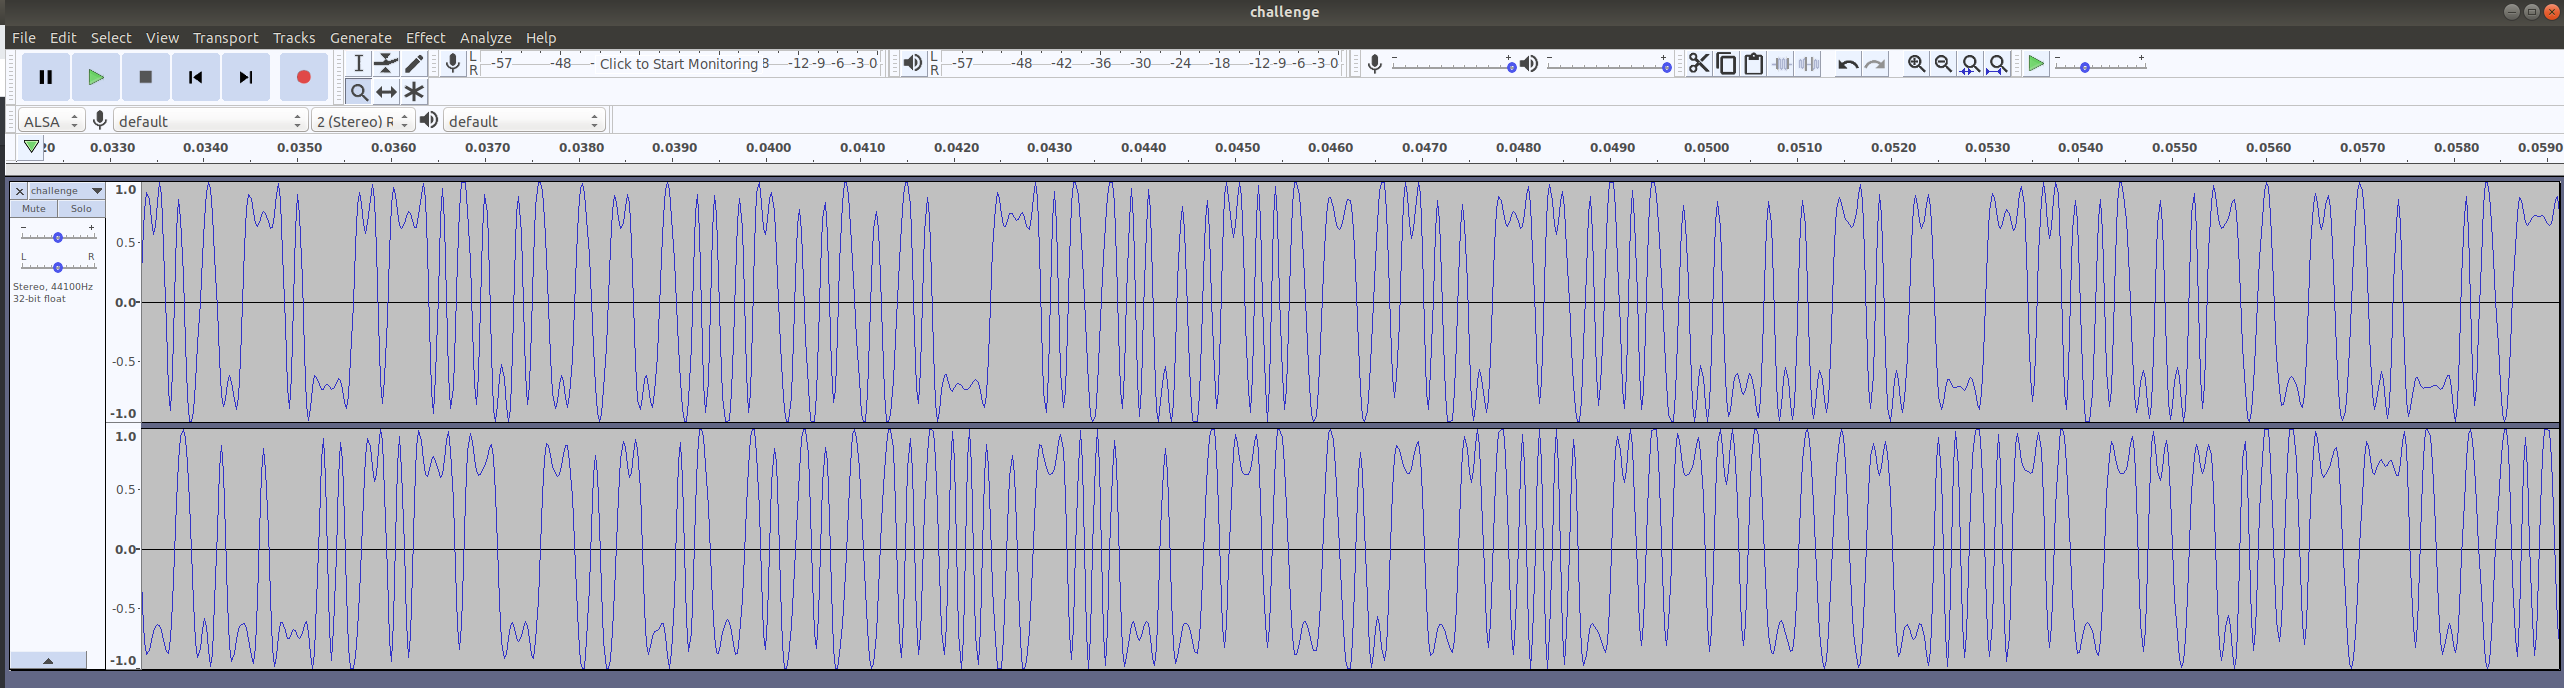 challenge
File Edit Select View Transport Tracks Generate Effect Analyze Help
L R -57 -48 - Click to Start Monitoring 8 -12 -9 -6 -3 0 L R -57 -48 -42 -36 -30 -24 -18 -12 -9 -6 -3 0 - + - + - +
ALSA default 2 (Stereo) R default
20 0.0330 0.0340 0.0350 0.0360 0.0370 0.0380 0.0390 0.0400 0.0410 0.0420 0.0430 0.0440 0.0450 0.0460 0.0470 0.0480 0.0490 0.0500 0.0510 0.0520 0.0530 0.0540 0.0550 0.0560 0.0570 0.0580 0.0590
challenge 1.0
Mute Solo
- +
0.5
L R
Stereo, 44100Hz
32-bit float 0.0
-0.5
-1.0
1.0
0.5
0.0
-0.5
-1.0